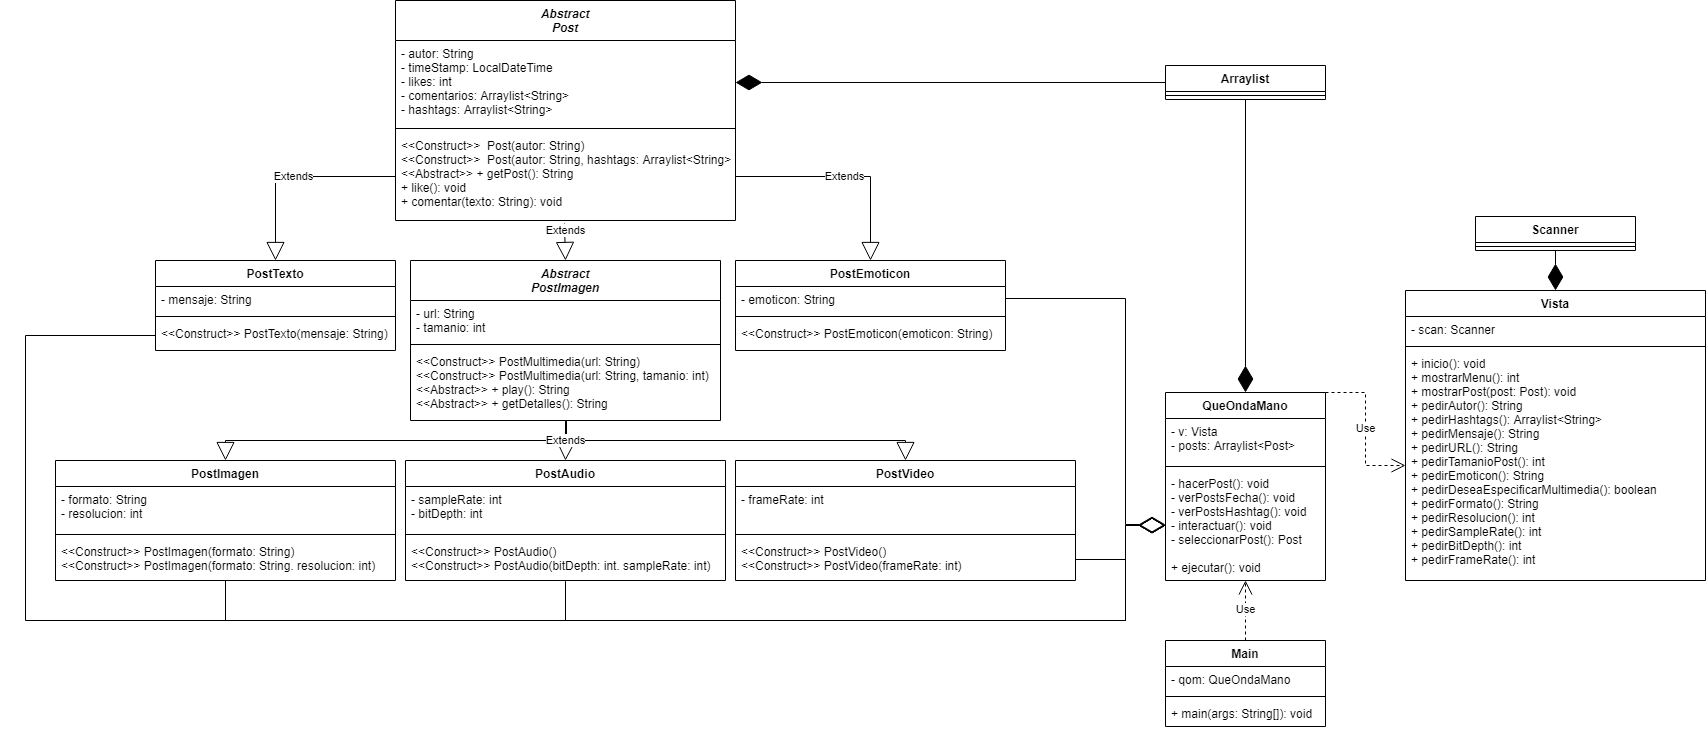 Abstract
Post
- autor: String
- timeStamp: LocalDateTime
- likes: int
- comentarios: Arraylist<String>
- hashtags: Arraylist<String>
<<Construct>>  Post(autor: String)
<<Construct>>  Post(autor: String, hashtags: Arraylist<String>
<<Abstract>> + getPost(): String
+ like(): void
+ comentar(texto: String): void
Arraylist
Extends
Extends
Extends
Scanner
PostTexto
- mensaje: String
<<Construct>> PostTexto(mensaje: String)
Abstract
PostImagen
- url: String
- tamanio: int
<<Construct>> PostMultimedia(url: String)
<<Construct>> PostMultimedia(url: String, tamanio: int)
<<Abstract>> + play(): String
<<Abstract>> + getDetalles(): String
PostEmoticon
- emoticon: String
<<Construct>> PostEmoticon(emoticon: String)
Vista
- scan: Scanner
+ inicio(): void
+ mostrarMenu(): int
+ mostrarPost(post: Post): void
+ pedirAutor(): String
+ pedirHashtags(): Arraylist<String>
+ pedirMensaje(): String
+ pedirURL(): String
+ pedirTamanioPost(): int
+ pedirEmoticon(): String
+ pedirDeseaEspecificarMultimedia(): boolean
+ pedirFormato(): String
+ pedirResolucion(): int
+ pedirSampleRate(): int
+ pedirBitDepth(): int
+ pedirFrameRate(): int
QueOndaMano
- v: Vista
- posts: Arraylist<Post>
- hacerPost(): void
- verPostsFecha(): void
- verPostsHashtag(): void
- interactuar(): void
- seleccionarPost(): Post
+ ejecutar(): void
Use
Extends
PostImagen
- formato: String
- resolucion: int
<<Construct>> PostImagen(formato: String)
<<Construct>> PostImagen(formato: String. resolucion: int)
PostAudio
- sampleRate: int
- bitDepth: int
<<Construct>> PostAudio()
<<Construct>> PostAudio(bitDepth: int. sampleRate: int)
PostVideo
- frameRate: int
<<Construct>> PostVideo()
<<Construct>> PostVideo(frameRate: int)
Use
Main
- qom: QueOndaMano
+ main(args: String[]): void